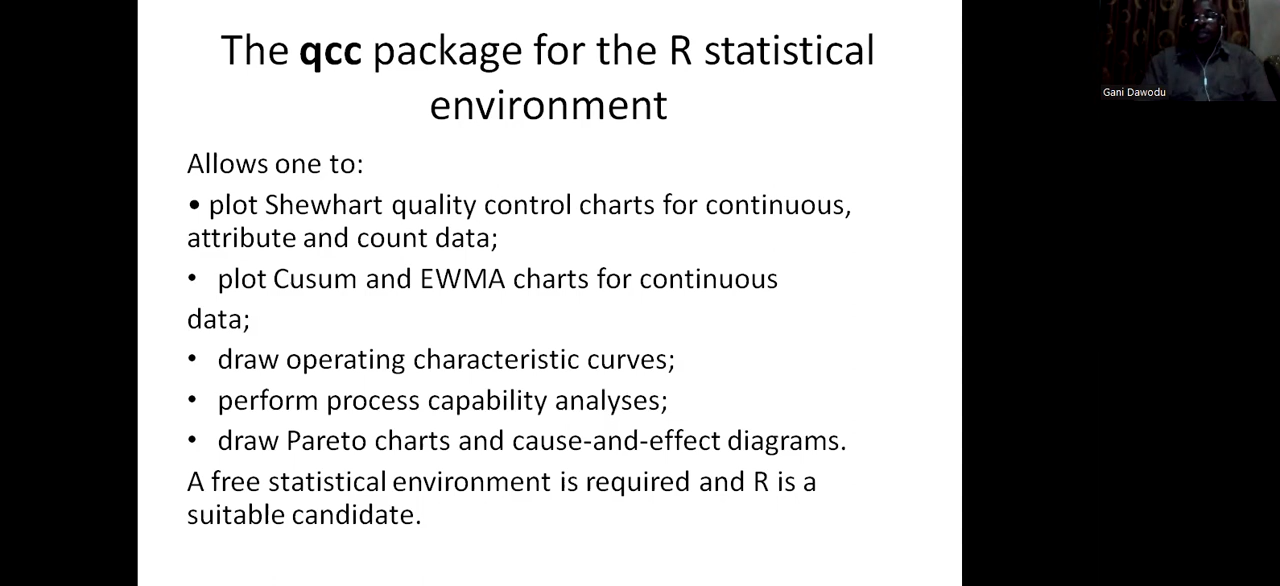 The qcc package for the R statistical
environment
Allows one to:
• plot Shewhart quality control charts for continuous,
attribute and count data;
• plot Cusum and EWMA charts for continuous
data;
• draw operating characteristic curves;
• perform process capability analyses;
• draw Pareto charts and cause-and-effect diagrams.
A free statistical environment is required and R is a
suitable candidate.
Gani Dawodu